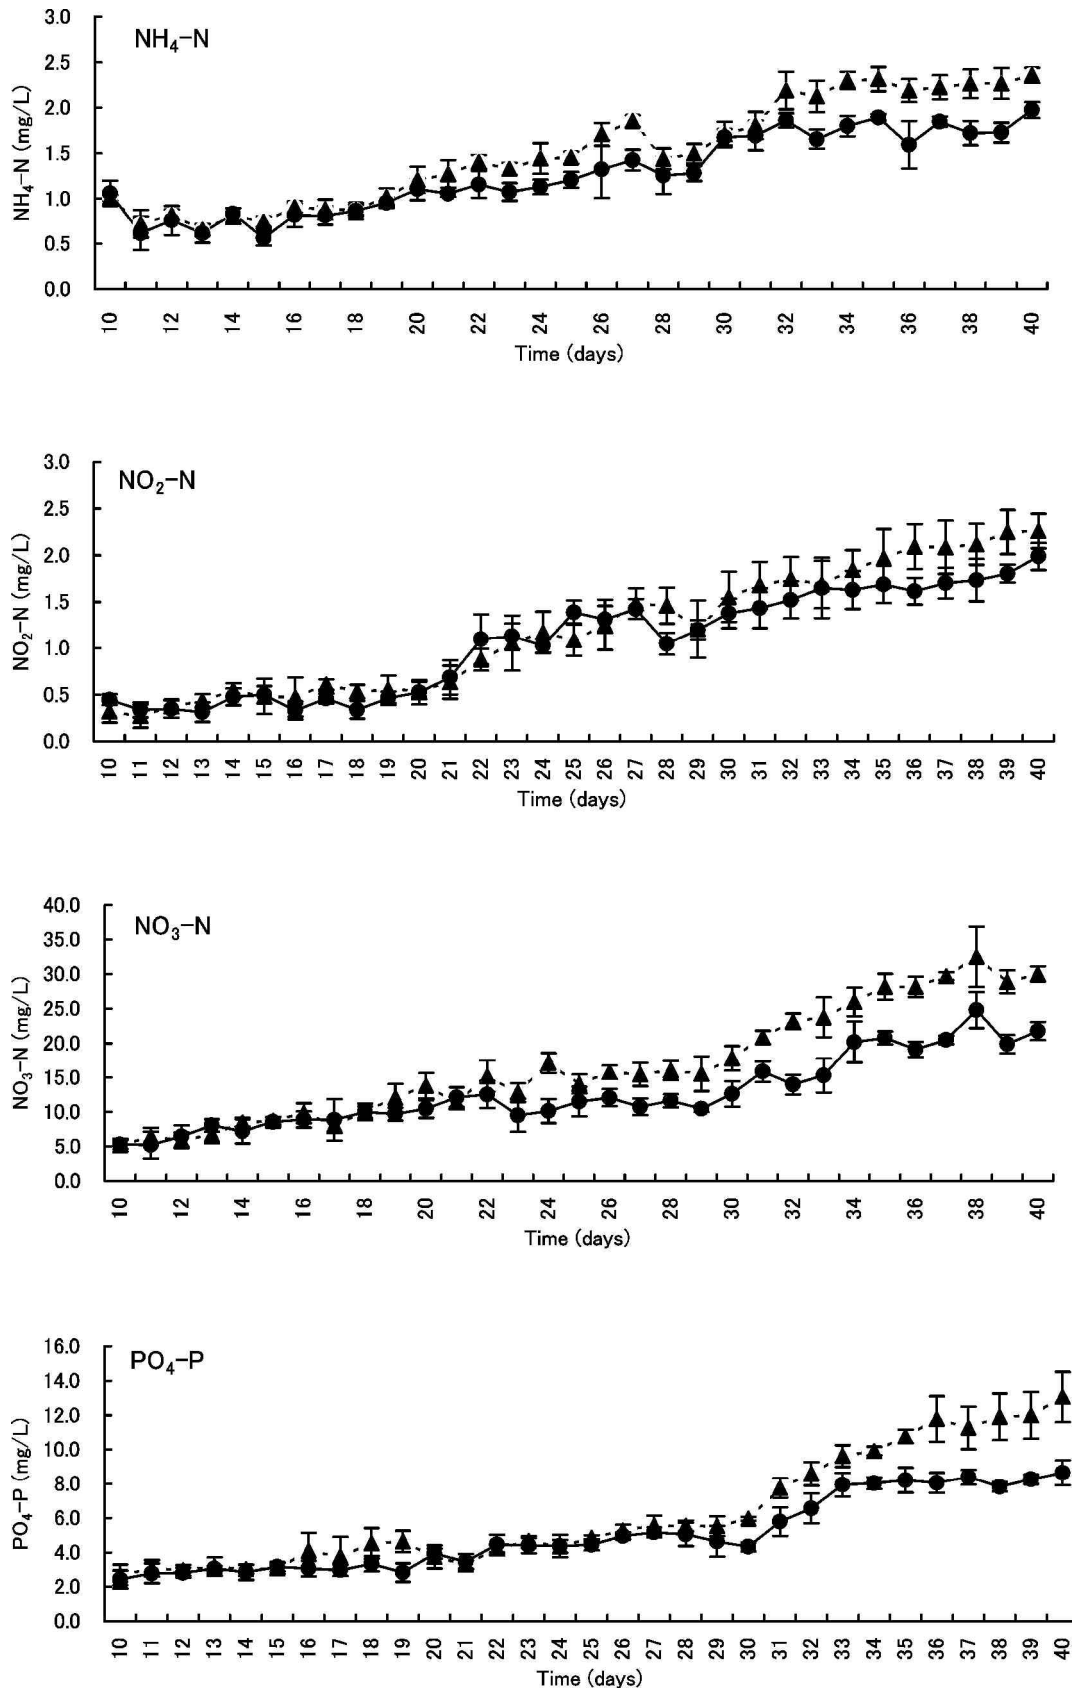 NH₄-N
NH₄-N (mg/L)
3.0
2.5
2.0
1.5
1.0
0.5
0.0
10 12 14 16 18 20 22 24 26 28 30 32 34 36 38 40
Time (days)
NO₂-N
NO₂-N (mg/L)
3.0
2.5
2.0
1.5
1.0
0.5
0.0
10 11 12 13 14 15 16 17 18 19 20 21 22 23 24 25 26 27 28 29 30 31 32 33 34 35 36 37 38 39 40
Time (days)
NO₃-N
NO₃-N (mg/L)
40.0
35.0
30.0
25.0
20.0
15.0
10.0
5.0
0.0
10 12 14 16 18 20 22 24 26 28 30 32 34 36 38 40
Time (days)
PO₄-P
PO₄-P (mg/L)
16.0
14.0
12.0
10.0
8.0
6.0
4.0
2.0
0.0
10 11 12 13 14 15 16 17 18 19 20 21 22 23 24 25 26 27 28 29 30 31 32 33 34 35 36 37 38 39 40
Time (days)